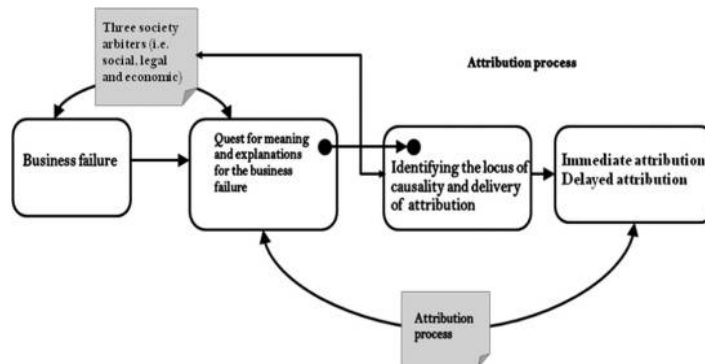 Three society
arbiters (i.e.
social, legal
and economic)
Attribution process
Business failure
Quest for meaning
and explanations
for the business
failure
Identifying the locus of
causality and delivery
of attribution
Immediate attribution
Delayed attribution
Attribution
process